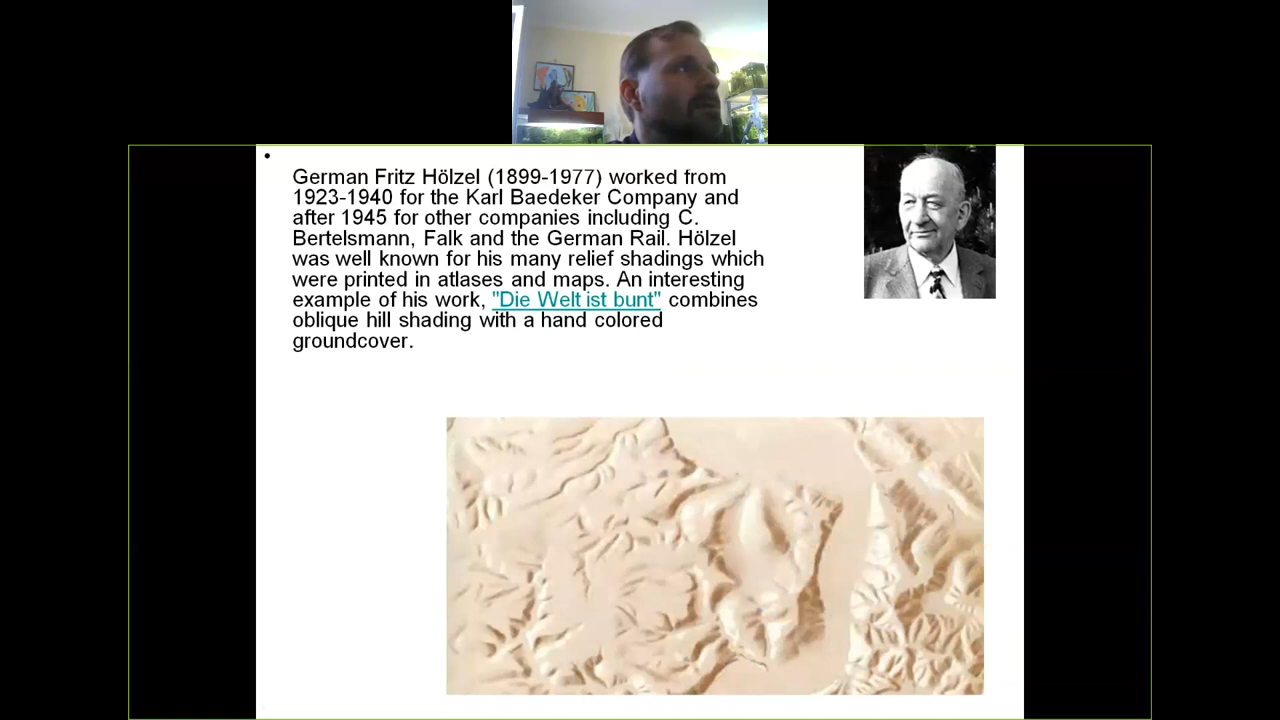 German Fritz Hölzel (1899-1977) worked from
1923-1940 for the Karl Baedeker Company and
after 1945 for other companies including C.
Bertelsmann, Falk and the German Rail. Hölzel
was well known for his many relief shadings which
were printed in atlases and maps. An interesting
example of his work, "Die Welt ist bunt" combines
oblique hill shading with a hand colored
groundcover.